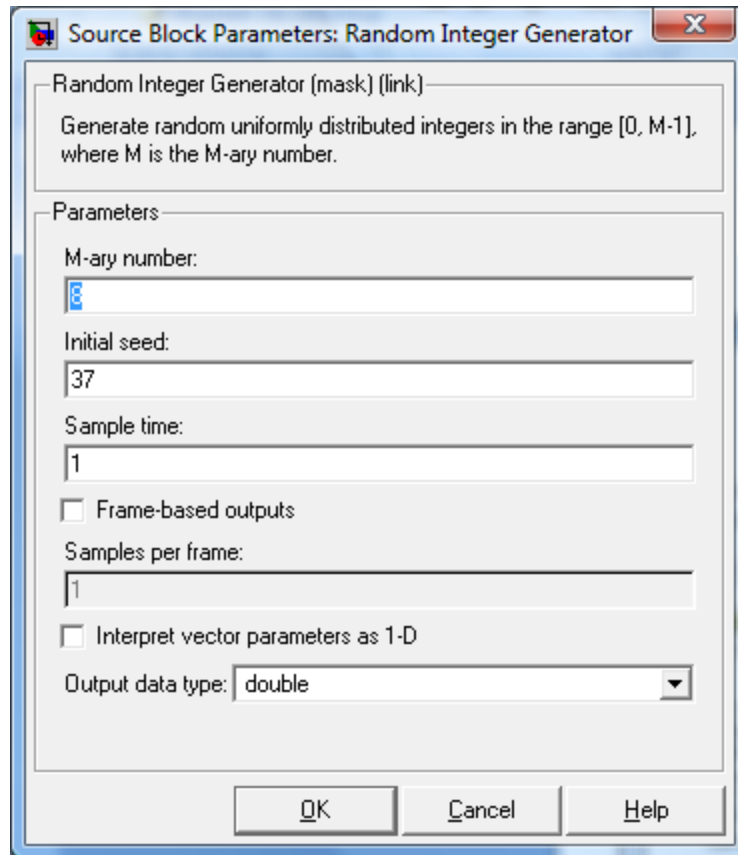 Source Block Parameters: Random Integer Generator
Random Integer Generator (mask) (link)
Generate random uniformly distributed integers in the range [0, M-1],
where M is the M-ary number.
Parameters
M-ary number:
8
Initial seed:
37
Sample time:
1
Frame-based outputs
Samples per frame:
1
Interpret vector parameters as 1-D
Output data type: double
OK Cancel Help